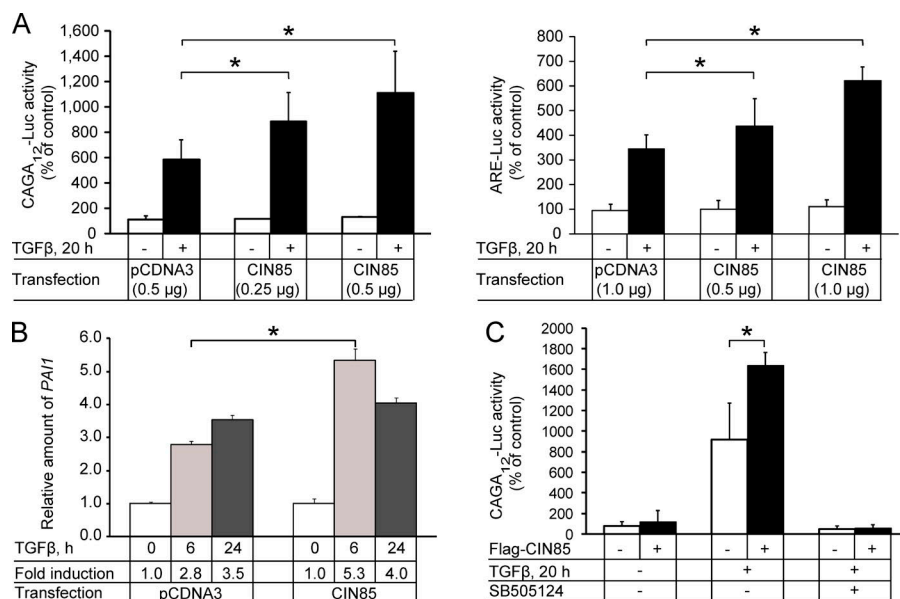 A
CAGA12-Luc activity
(% of control)
1,600
1,400
1,200
1,000
800
600
400
200
0
*
*
TGFβ, 20 h - + - + - +
Transfection pCDNA3 CIN85 CIN85
(0.5 μg) (0.25 μg) (0.5 μg)
ARE-Luc activity
(% of control)
800
700
600
500
400
300
200
100
0
*
*
TGFβ, 20 h - + - + - +
Transfection pCDNA3 CIN85 CIN85
(1.0 μg) (0.5 μg) (1.0 μg)
B
Relative amount of PAI1
6.0
5.0
4.0
3.0
2.0
1.0
0.0
*
TGFβ, h 0 6 24 0 6 24
Fold induction 1.0 2.8 3.5 1.0 5.3 4.0
Transfection pCDNA3 CIN85
C
CAGA12-Luc activity
(% of control)
2000
1800
1600
1400
1200
1000
800
600
400
200
0
*
Flag-CIN85 - + - + - +
TGFβ, 20 h - + +
SB505124 - - +